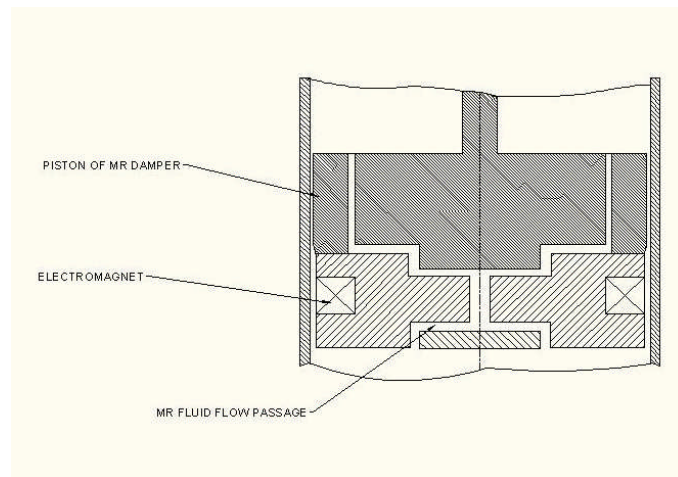 PISTON OF MR DAMPER
ELECTROMAGNET
MR FLUID FLOW PASSAGE